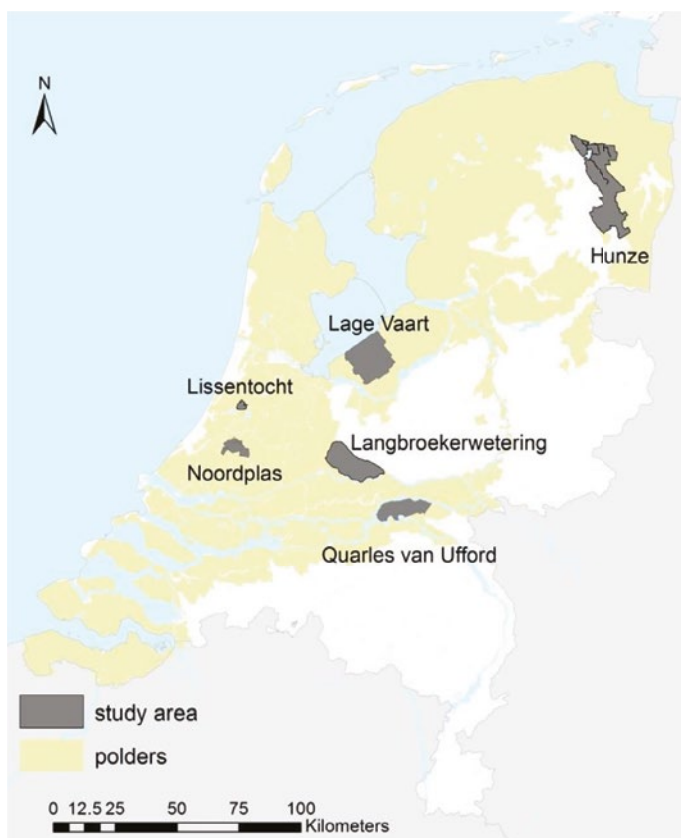 N
Hunze
Lage Vaart
Lissentocht
Langbroekerwetering
Noordplas
Quarles van Ufford
study area
polders
0 12.5 25 50 75 100
Kilometers